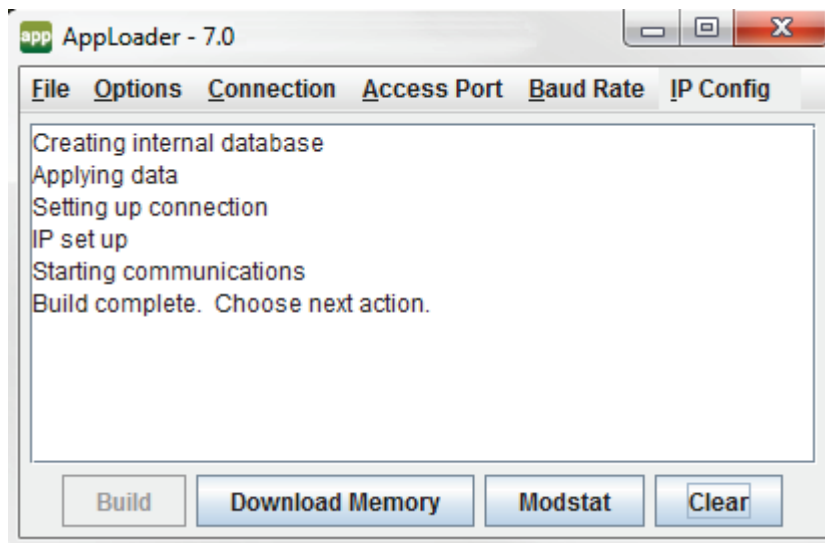 app AppLoader - 7.0
File Options Connection Access Port Baud Rate IP Config
Creating internal database
Applying data
Setting up connection
IP set up
Starting communications
Build complete.  Choose next action.
Build Download Memory Modstat Clear